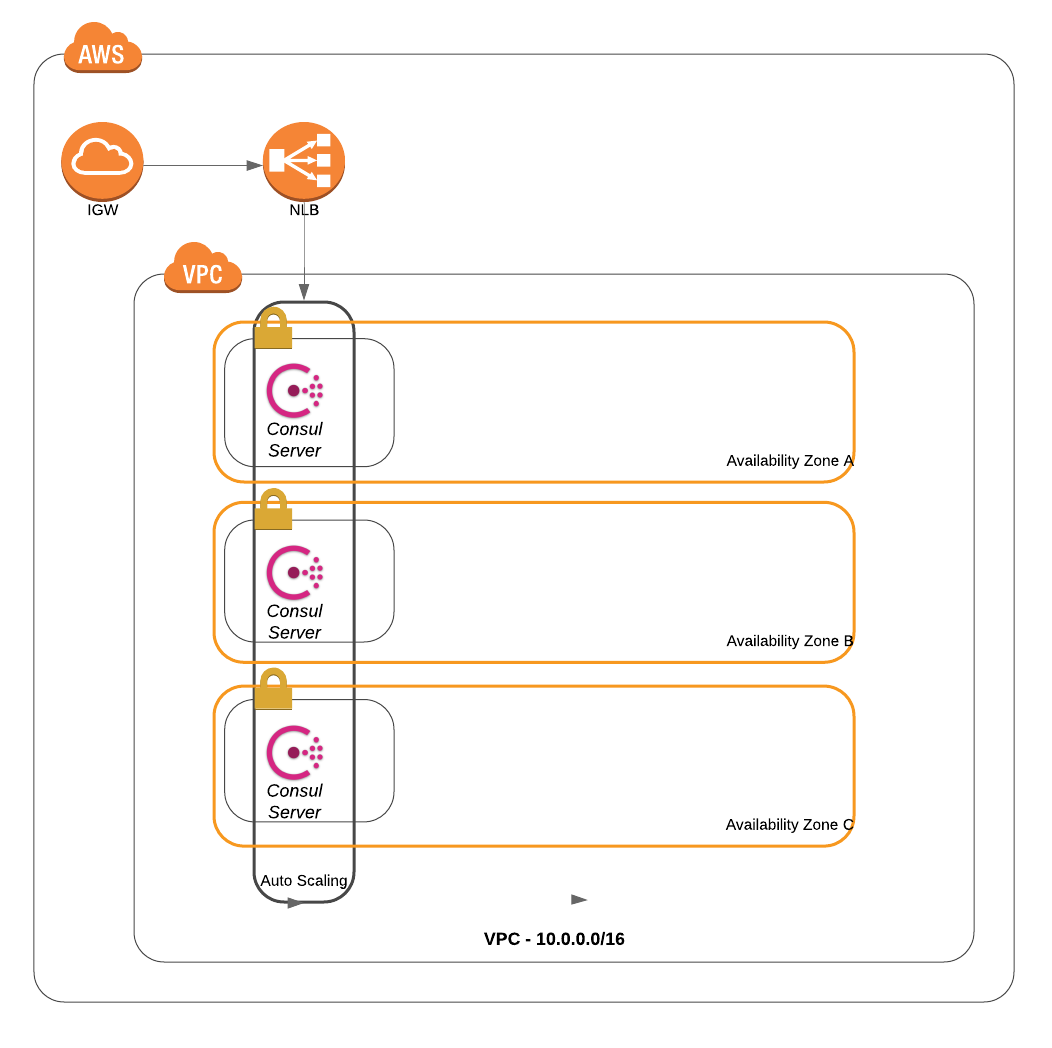 AWS
IGW
NLB
VPC
Consul
Server
Availability Zone A
Consul
Server
Availability Zone B
Consul
Server
Availability Zone C
Auto Scaling
VPC - 10.0.0.0/16